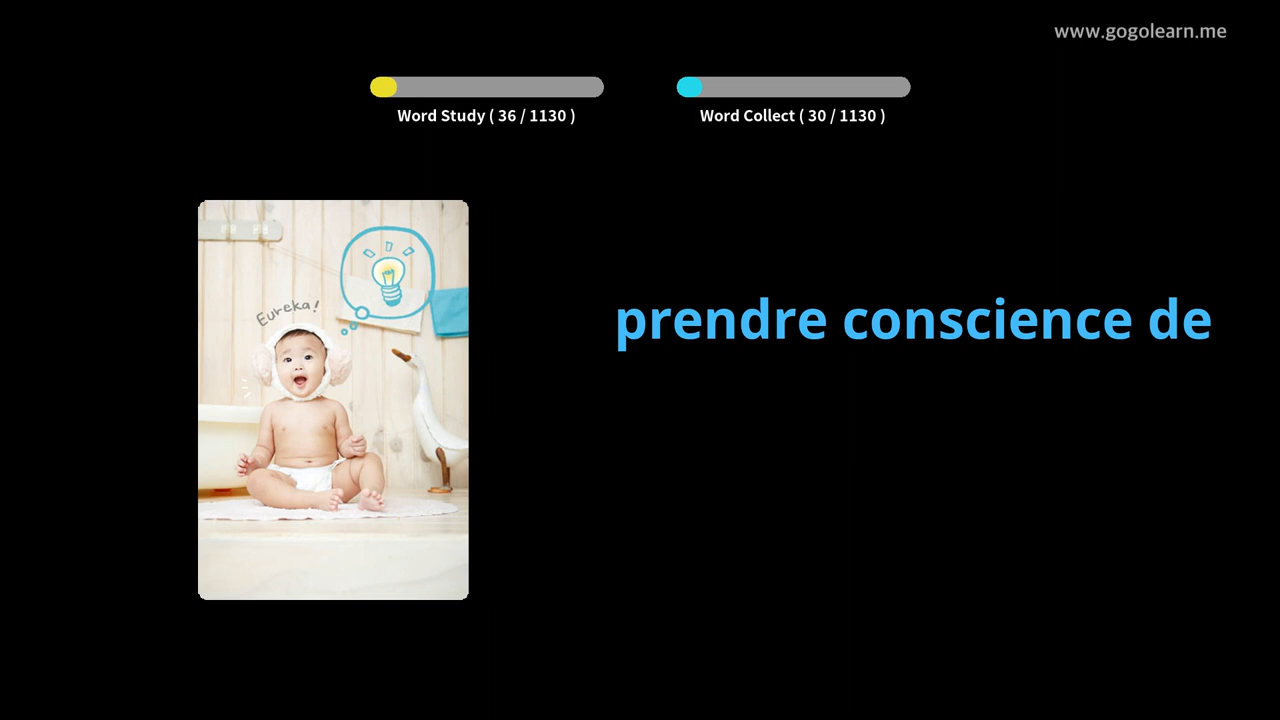 www.gogolearn.me
Word Study ( 36 / 1130 )
Word Collect ( 30 / 1130 )
Eureka!
prendre conscience de